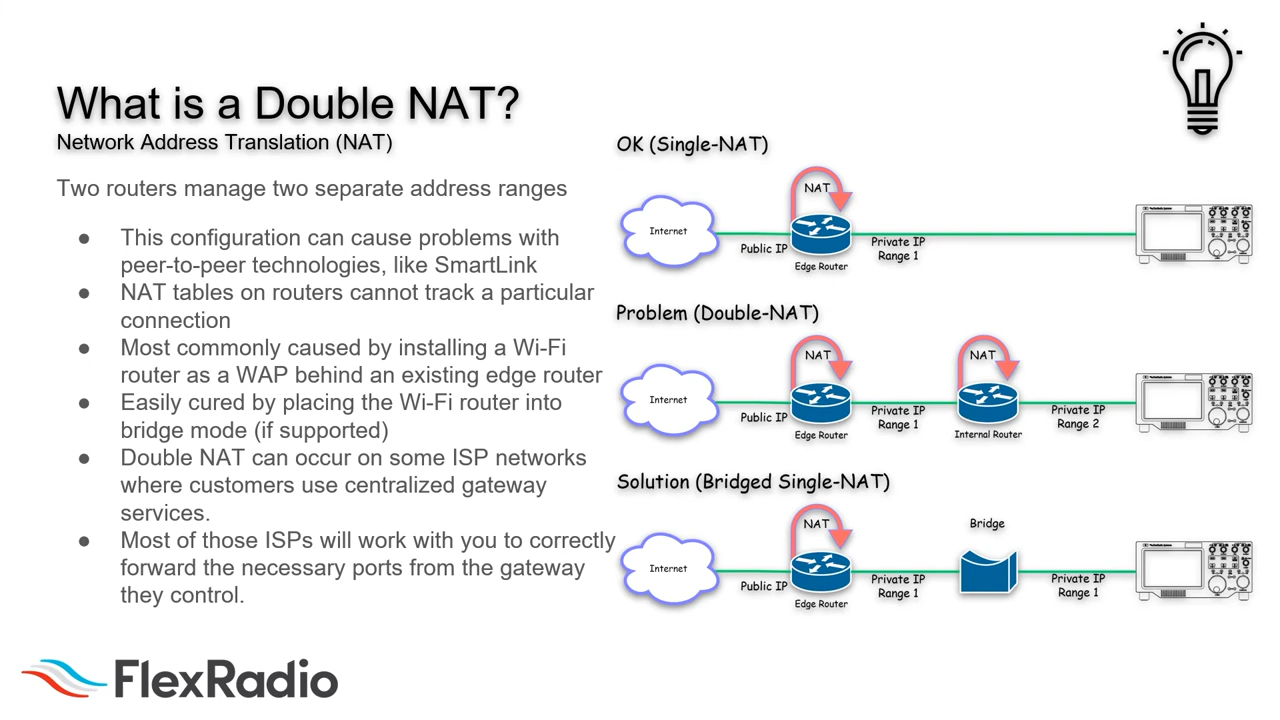 What is a Double NAT?
Network Address Translation (NAT)
Two routers manage two separate address ranges
● This configuration can cause problems with
peer-to-peer technologies, like SmartLink
● NAT tables on routers cannot track a particular
connection
● Most commonly caused by installing a Wi-Fi
router as a WAP behind an existing edge router
● Easily cured by placing the Wi-Fi router into
bridge mode (if supported)
● Double NAT can occur on some ISP networks
where customers use centralized gateway
services.
● Most of those ISPs will work with you to correctly
forward the necessary ports from the gateway
they control.
OK (Single-NAT)
NAT
Internet
Public IP
Edge Router
Private IP
Range 1
Problem (Double-NAT)
NAT
NAT
Internet
Public IP
Edge Router
Private IP
Range 1
Internal Router
Private IP
Range 2
Solution (Bridged Single-NAT)
NAT
Bridge
Internet
Public IP
Edge Router
Private IP
Range 1
Private IP
Range 1
FlexRadio